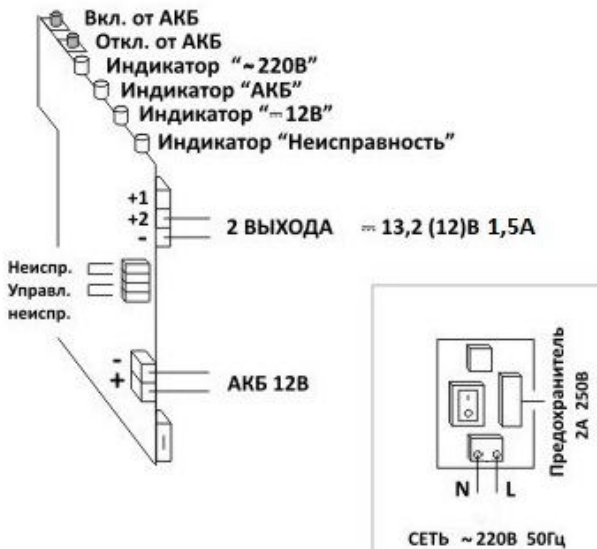 Вкл. от АКБ
Откл. от АКБ
Индикатор "~220В"
Индикатор "АКБ"
Индикатор "⎓12В"
Индикатор "Неисправность"
+1
+2
-
2 ВЫХОДА ⎓ 13,2 (12)В 1,5А
Неиспр.
Управл.
неиспр.
-
+
АКБ 12В
Предохранитель
2А 250В
N L
СЕТЬ ~220В 50Гц